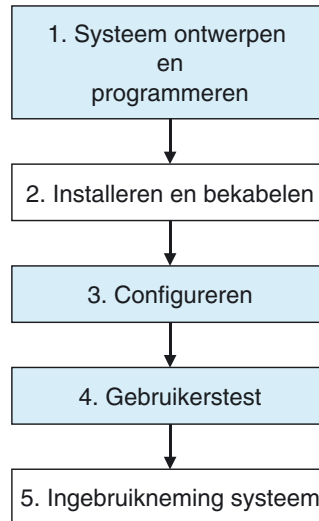 1. Systeem ontwerpen
en
programmeren
2. Installeren en bekabelen
3. Configureren
4. Gebruikerstest
5. Ingebruikneming systeem